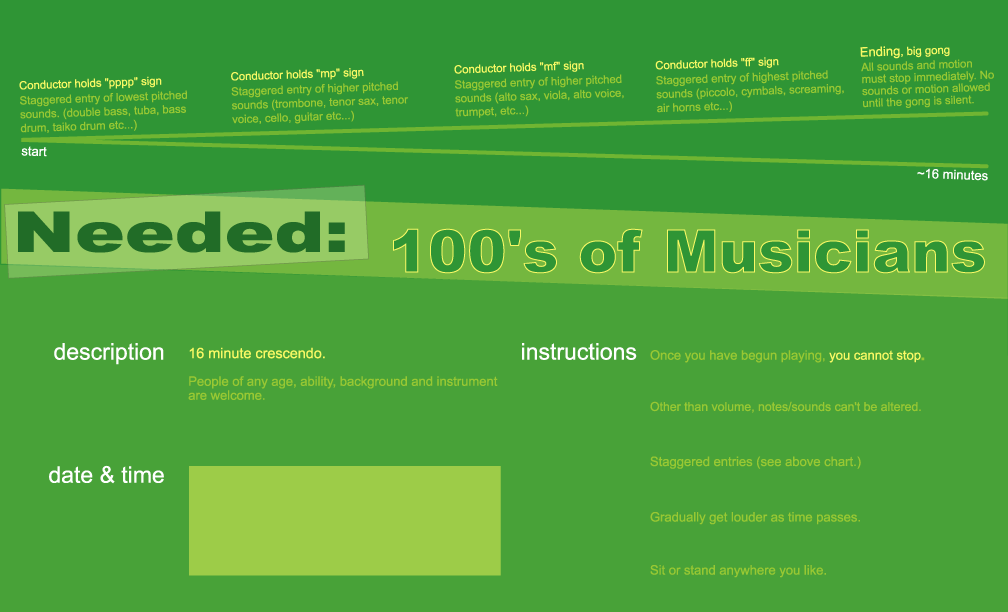 Conductor holds "pppp" sign
Staggered entry of lowest pitched
sounds. (double bass, tuba, bass
drum, taiko drum etc...)
Conductor holds "mp" sign
Staggered entry of higher pitched
sounds (trombone, tenor sax, tenor
voice, cello, guitar etc...)
Conductor holds "mf" sign
Staggered entry of higher pitched
sounds (alto sax, viola, alto voice,
trumpet, etc...)
Conductor holds "ff" sign
Staggered entry of highest pitched
sounds (piccolo, cymbals, screaming,
air horns etc...)
Ending, big gong
All sounds and motion
must stop immediately. No
sounds or motion allowed
until the gong is silent.
start
~16 minutes
Needed:
100's of Musicians
description
16 minute crescendo.
People of any age, ability, background and instrument
are welcome.
date & time
instructions
Once you have begun playing, you cannot stop.
Other than volume, notes/sounds can't be altered.
Staggered entries (see above chart.)
Gradually get louder as time passes.
Sit or stand anywhere you like.